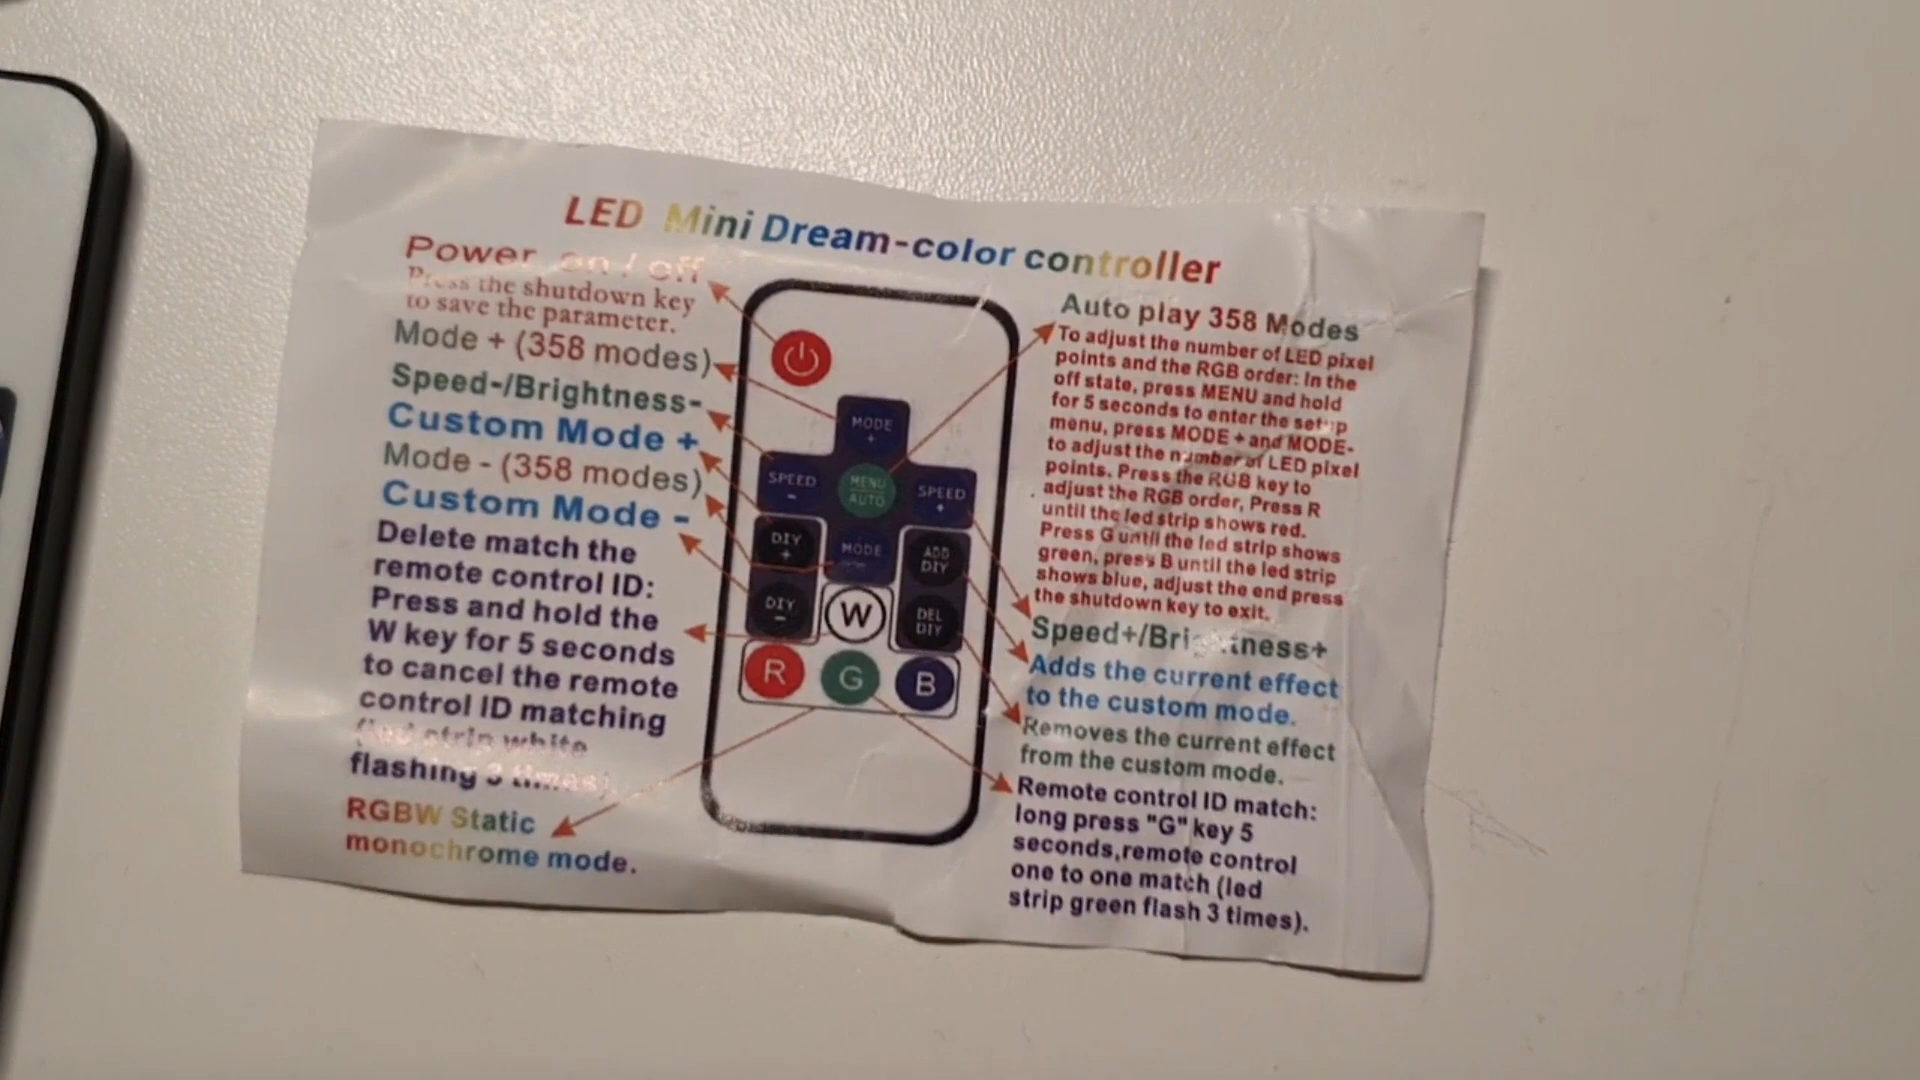 LED Mini Dream-color controller
Power on / off
Press the shutdown key
to save the parameter.
Mode + (358 modes)
Speed-/Brightness-
Custom Mode +
Mode - (358 modes)
Custom Mode -
Delete match the
remote control ID:
Press and hold the
W key for 5 seconds
to cancel the remote
control ID matching
(led strip white
flashing 3 times).
RGBW Static
monochrome mode.
MODE
+
SPEED
-
MENU
AUTO
SPEED
+
DIY
+
MODE
-
ADD
DIY
DIY
-
W
DEL
DIY
R G B
Auto play 358 Modes
To adjust the number of LED pixel
points and the RGB order: In the
off state, press MENU and hold
for 5 seconds to enter the setup
menu, press MODE + and MODE-
to adjust the number of LED pixel
points. Press the RGB key to
adjust the RGB order, Press R
until the led strip shows red.
Press G until the led strip shows
green, press B until the led strip
shows blue, adjust the end press
the shutdown key to exit.
Speed+/Brightness+
Adds the current effect
to the custom mode.
Removes the current effect
from the custom mode.
Remote control ID match:
long press "G" key 5
seconds,remote control
one to one match (led
strip green flash 3 times).